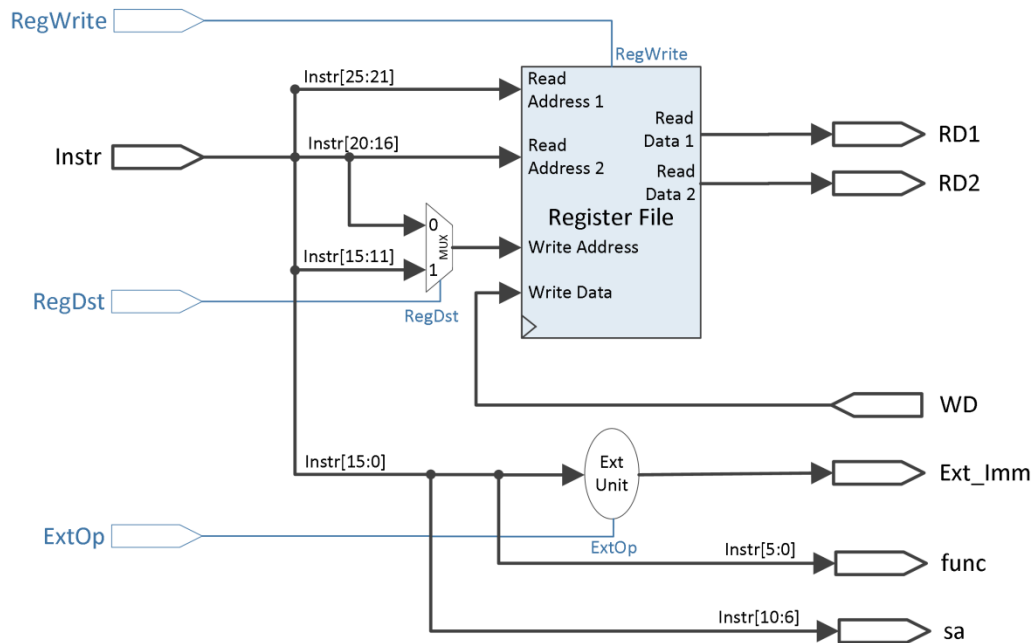 RegWrite
RegWrite
Instr[25:21]
Read
Address 1
Read
Data 1
RD1
Instr
Instr[20:16]
Read
Address 2
Read
Data 2
RD2
Register File
0
MUX
1
Write Address
Instr[15:11]
RegDst
RegDst
Write Data
WD
Instr[15:0]
Ext
Unit
Ext_Imm
ExtOp
ExtOp
Instr[5:0]
func
Instr[10:6]
sa